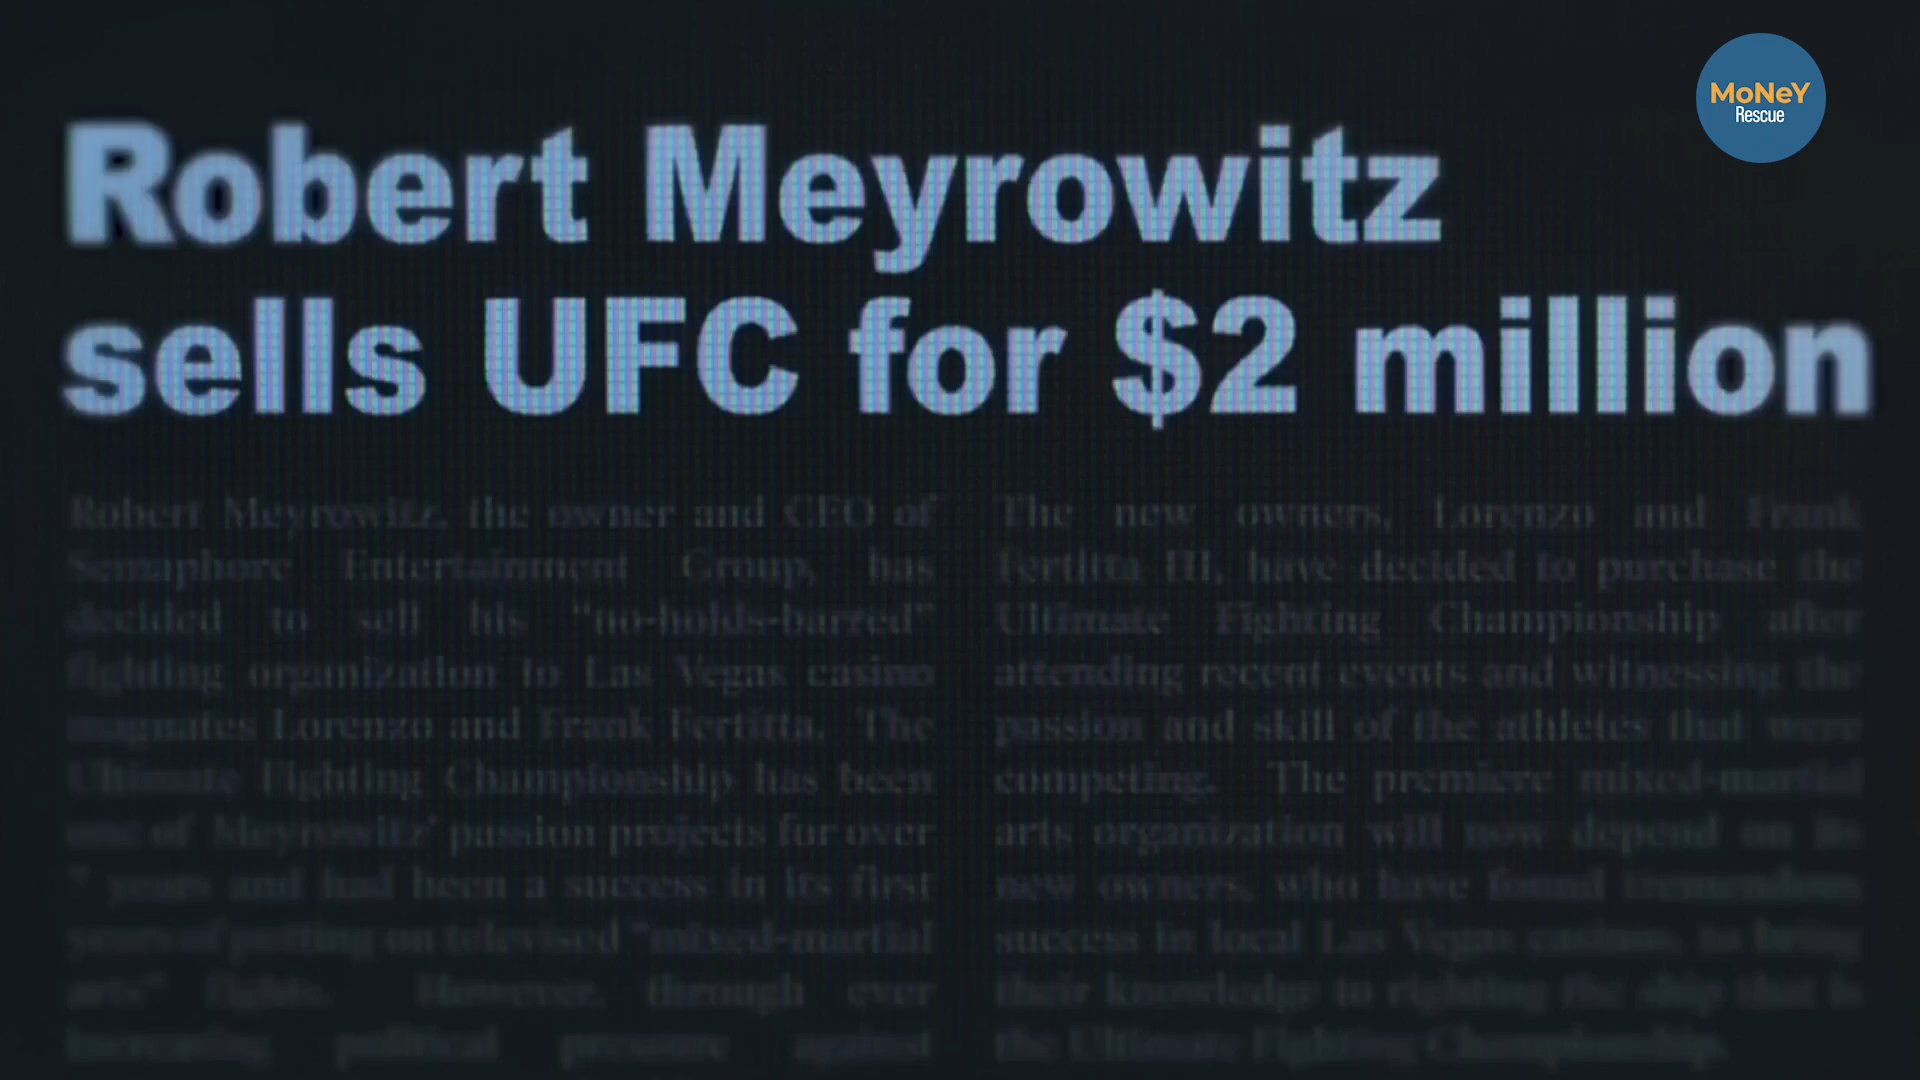 MoNeY
Rescue
Robert Meyrowitz
sells UFC for $2 million
Robert Meyrowitz, the owner and CEO of
Semaphore Entertainment Group, has
decided to sell his "no-holds-barred"
fighting organization to Las Vegas casino
magnates Lorenzo and Frank Fertitta. The
Ultimate Fighting Championship has been
one of Meyrowitz' passion projects for over
7 years and had been a success in its first
years of putting on televised "mixed-martial
arts" fights. However, through ever
increasing political pressure against
The new owners, Lorenzo and Frank
Fertitta III, have decided to purchase the
Ultimate Fighting Championship after
attending recent events and witnessing the
passion and skill of the athletes that were
competing. The premiere mixed-martial
arts organization will now depend on its
new owners, who have found tremendous
success in local Las Vegas casinos, to bring
their knowledge to righting the ship that is
the Ultimate Fighting Championship.